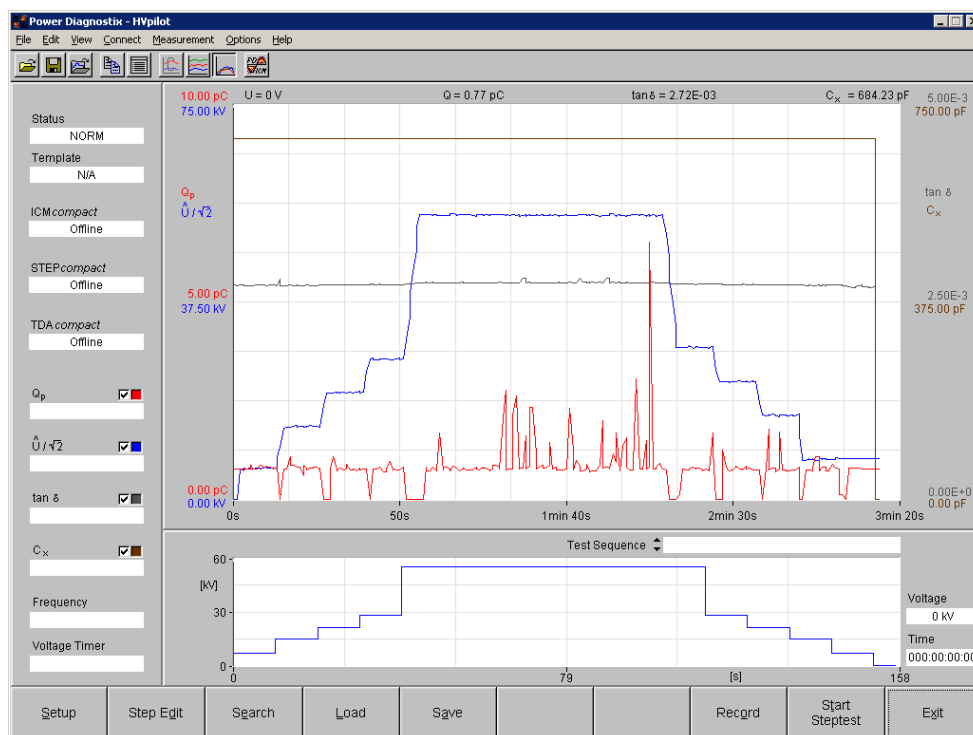 Power Diagnostix - HVpilot
File Edit View Connect Measurement Options Help
Status
NORM
Template
N/A
ICMcompact
Offline
STEPcompact
Offline
TDAcompact
Offline
Qp
Û / √2
tan δ
Cx
Frequency
Voltage Timer
10.00 pC U = 0 V Q = 0.77 pC tan δ = 2.72E-03 Cx = 684.23 pF 5.00E-3
75.00 kV 750.00 pF
Qp tan δ
Û / √2 Cx
5.00 pC 2.50E-3
37.50 kV 375.00 pF
0.00 pC 0.00E+0
0.00 kV 0.00 pF
0s 50s 1min 40s 2min 30s 3min 20s
Test Sequence
60
[kV]
30
0
0 79 [s] 158
Voltage
0 kV
Time
000:00:00:00
Setup Step Edit Search Load Save Record Start Steptest Exit